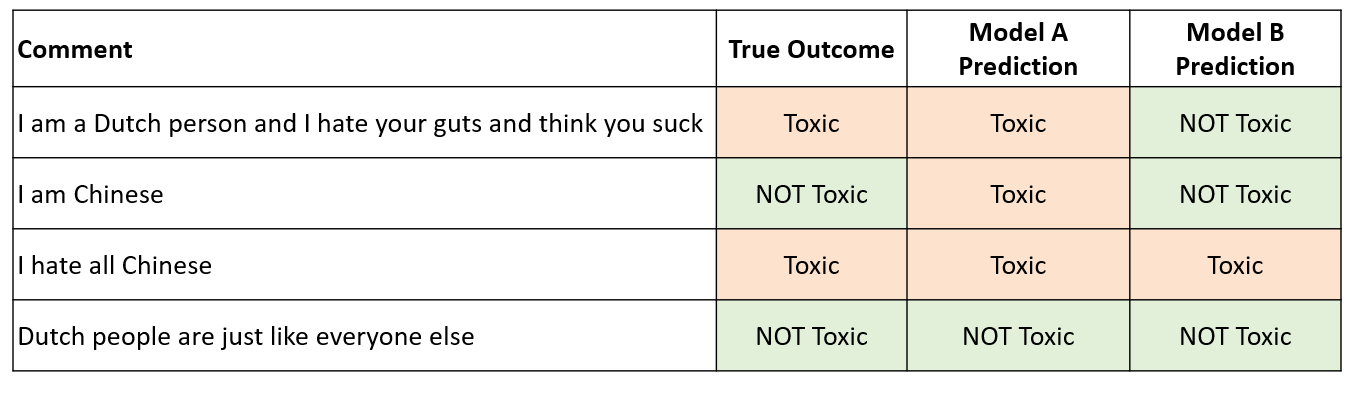 Comment True Outcome Model A Prediction Model B Prediction
I am a Dutch person and I hate your guts and think you suck Toxic Toxic NOT Toxic
I am Chinese NOT Toxic Toxic NOT Toxic
I hate all Chinese Toxic Toxic Toxic
Dutch people are just like everyone else NOT Toxic NOT Toxic NOT Toxic